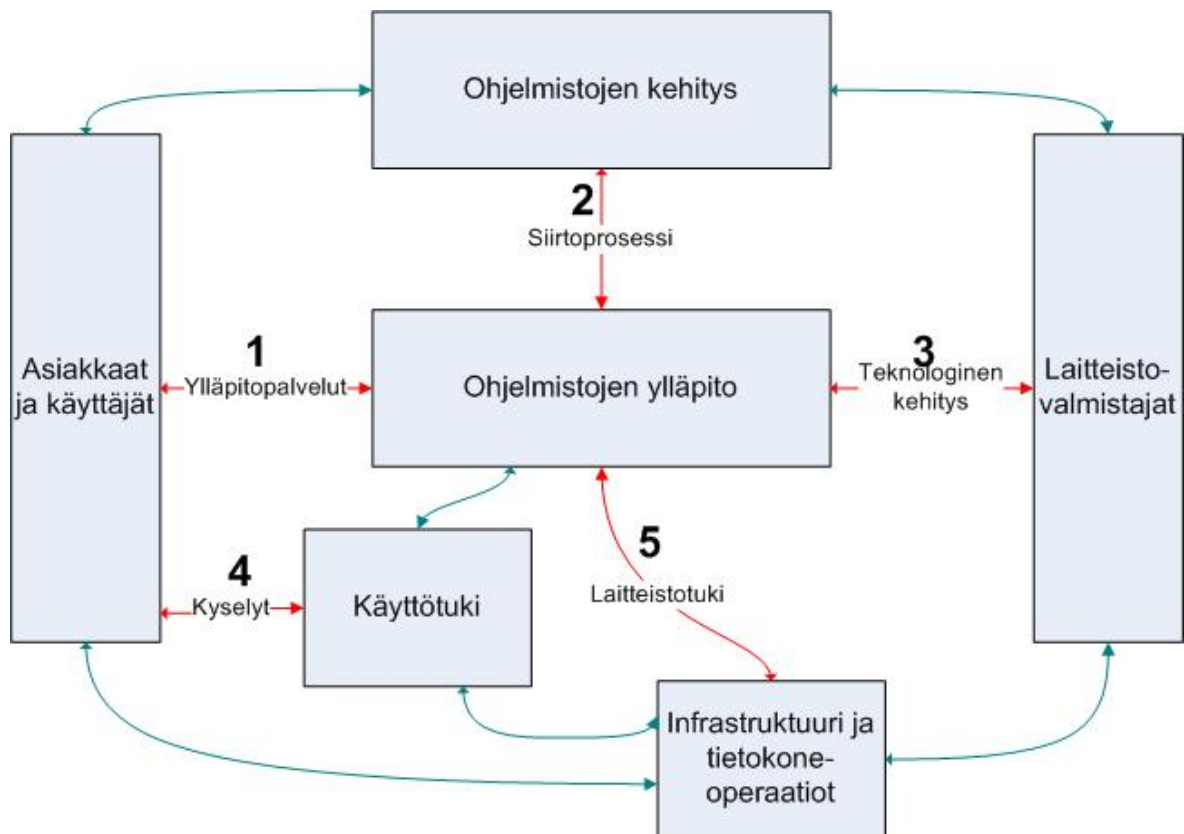 Ohjelmistojen kehitys
2
Siirtoprosessi
Asiakkaat
ja käyttäjät
1
Ylläpitopalvelut
Ohjelmistojen ylläpito
3
Teknologinen
kehitys
Laitteisto-
valmistajat
4
Kyselyt
Käyttötuki
5
Laitteistotuki
Infrastruktuuri ja
tietokone-
operaatiot